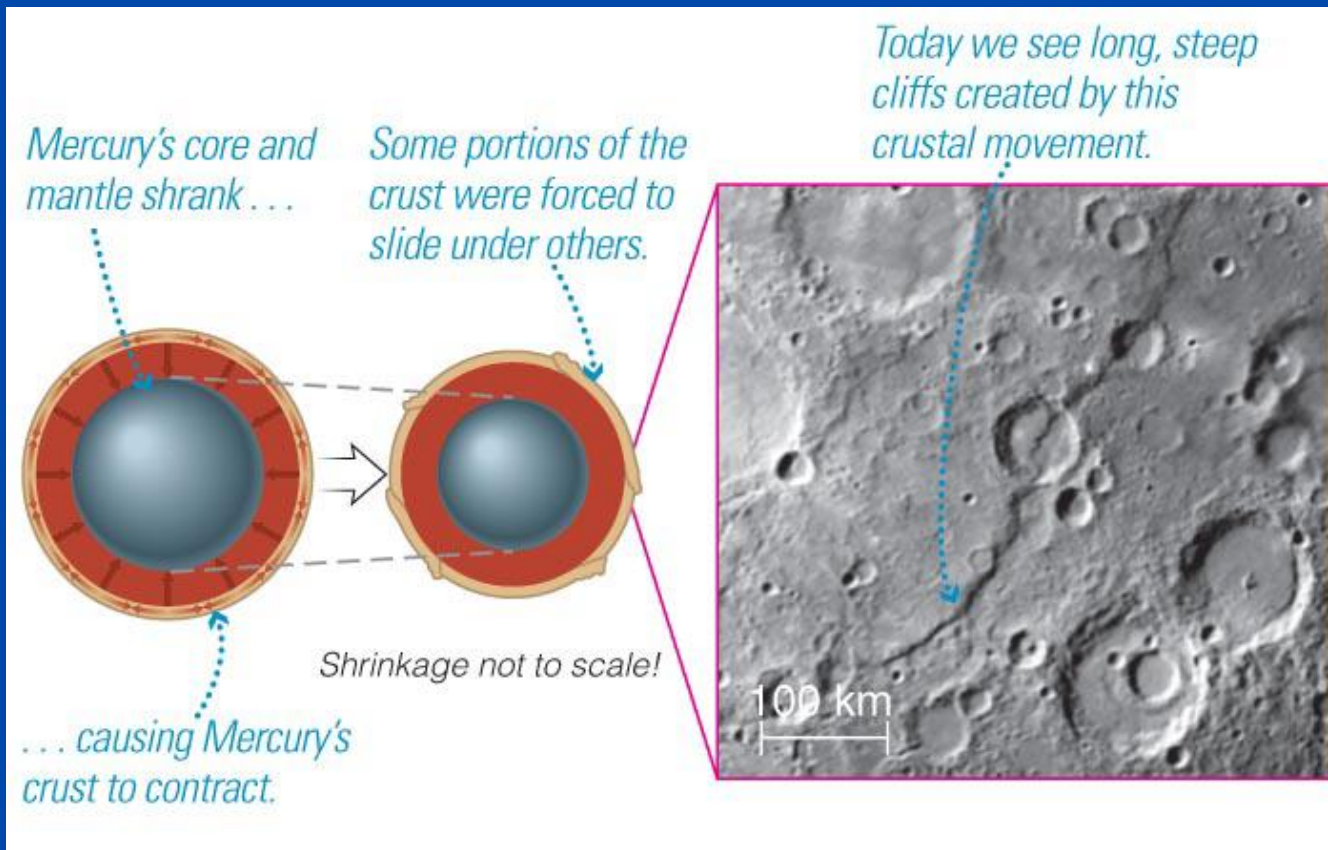 Mercury's core and
mantle shrank . . .
Some portions of the
crust were forced to
slide under others.
Today we see long, steep
cliffs created by this
crustal movement.
Shrinkage not to scale!
. . . causing Mercury's
crust to contract.
100 km